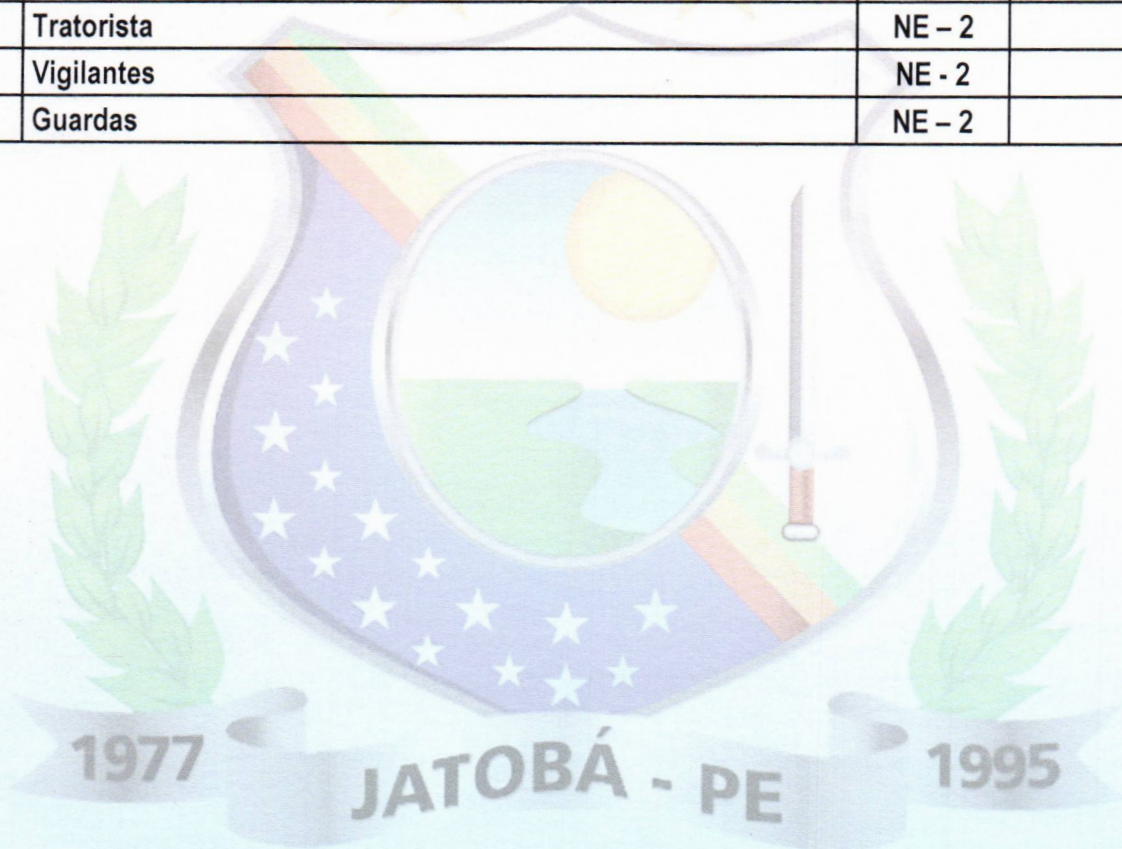 Tratorista NE – 2
Vigilantes NE - 2
Guardas NE – 2
1977 JATOBÁ - PE 1995